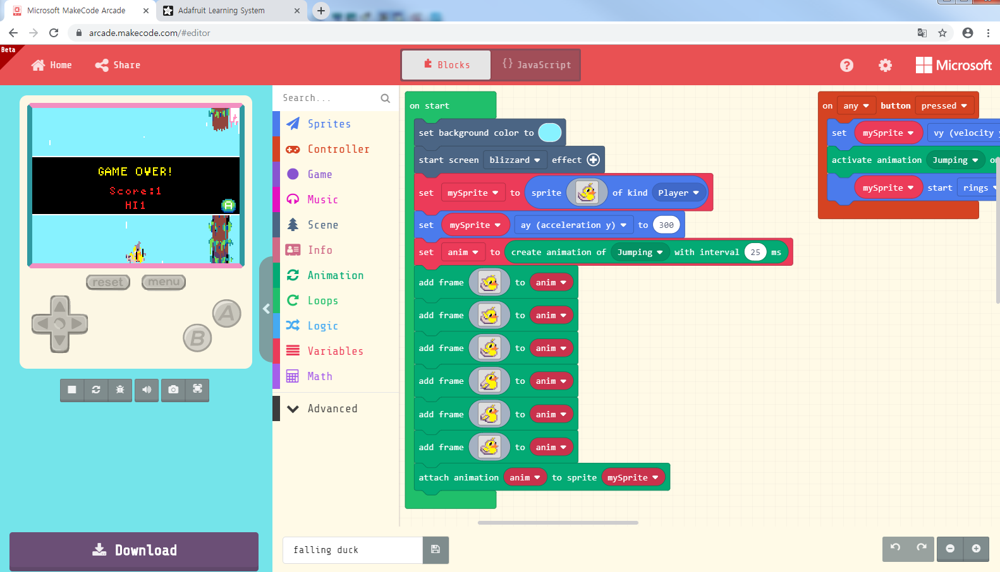 Microsoft MakeCode Arcade
Adafruit Learning System
arcade.makecode.com/#editor
Beta
Home
Share
Blocks
{} JavaScript
Microsoft
GAME OVER!
Score:1
HI1
A
reset
menu
A
B
Search...
Sprites
Controller
Game
Music
Scene
Info
Animation
Loops
Logic
Variables
Math
Advanced
on start
set background color to
start screen blizzard effect
set mySprite to sprite of kind Player
set mySprite ay (acceleration y) to 300
set anim to create animation of Jumping with interval 25 ms
add frame to anim
add frame to anim
add frame to anim
add frame to anim
add frame to anim
add frame to anim
attach animation anim to sprite mySprite
on any button pressed
set mySprite vy (velocity
activate animation Jumping
mySprite start rings
Download
falling duck